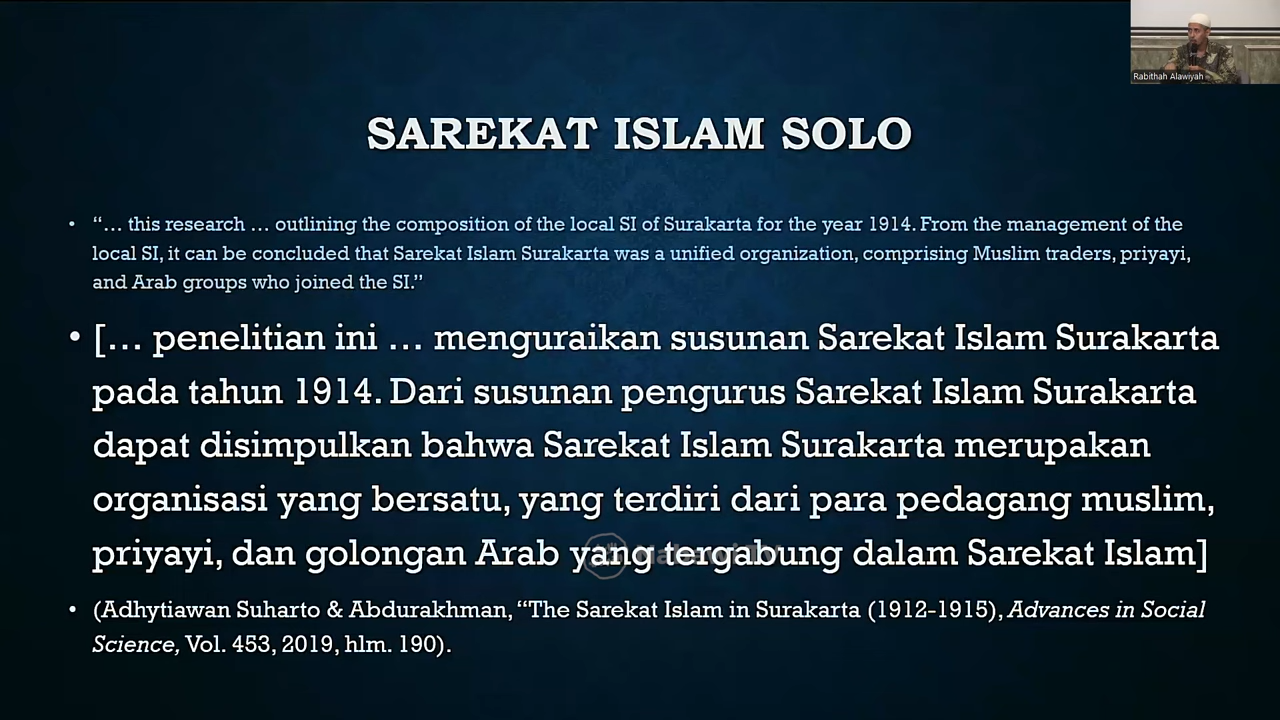 Rabithah Alawiyah
SAREKAT ISLAM SOLO
• “… this research … outlining the composition of the local SI of Surakarta for the year 1914. From the management of the
local SI, it can be concluded that Sarekat Islam Surakarta was a unified organization, comprising Muslim traders, priyayi,
and Arab groups who joined the SI.”
• [… penelitian ini … menguraikan susunan Sarekat Islam Surakarta
pada tahun 1914. Dari susunan pengurus Sarekat Islam Surakarta
dapat disimpulkan bahwa Sarekat Islam Surakarta merupakan
organisasi yang bersatu, yang terdiri dari para pedagang muslim,
priyayi, dan golongan Arab yang tergabung dalam Sarekat Islam]
• (Adhytiawan Suharto & Abdurakhman, “The Sarekat Islam in Surakarta (1912-1915), Advances in Social
Science, Vol. 453, 2019, hlm. 190).